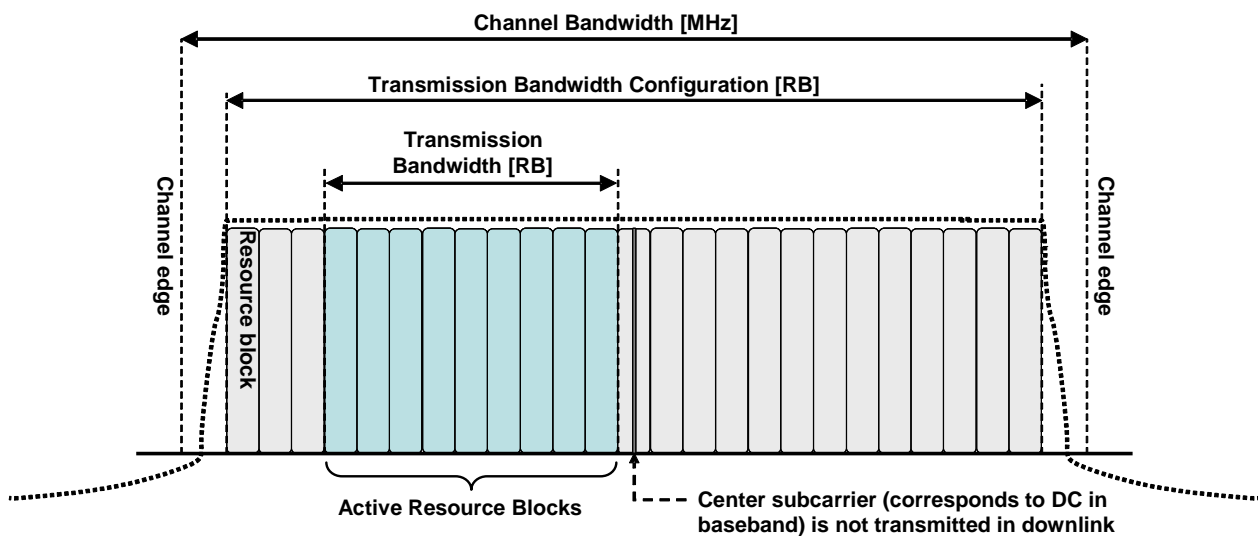 Channel Bandwidth [MHz]
Transmission Bandwidth Configuration [RB]
Transmission
Bandwidth [RB]
Channel edge
Channel edge
Resource block
Active Resource Blocks
Center subcarrier (corresponds to DC in
baseband) is not transmitted in downlink